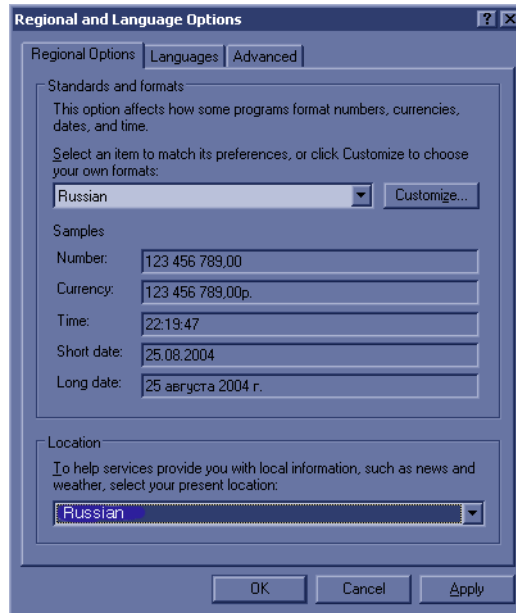 Regional and Language Options
Regional Options Languages Advanced
Standards and formats
This option affects how some programs format numbers, currencies,
dates, and time.
Select an item to match its preferences, or click Customize to choose
your own formats:
Russian Customize...
Samples
Number: 123 456 789,00
Currency: 123 456 789,00р.
Time: 22:19:47
Short date: 25.08.2004
Long date: 25 августа 2004 г.
Location
To help services provide you with local information, such as news and
weather, select your present location:
Russian
OK Cancel Apply